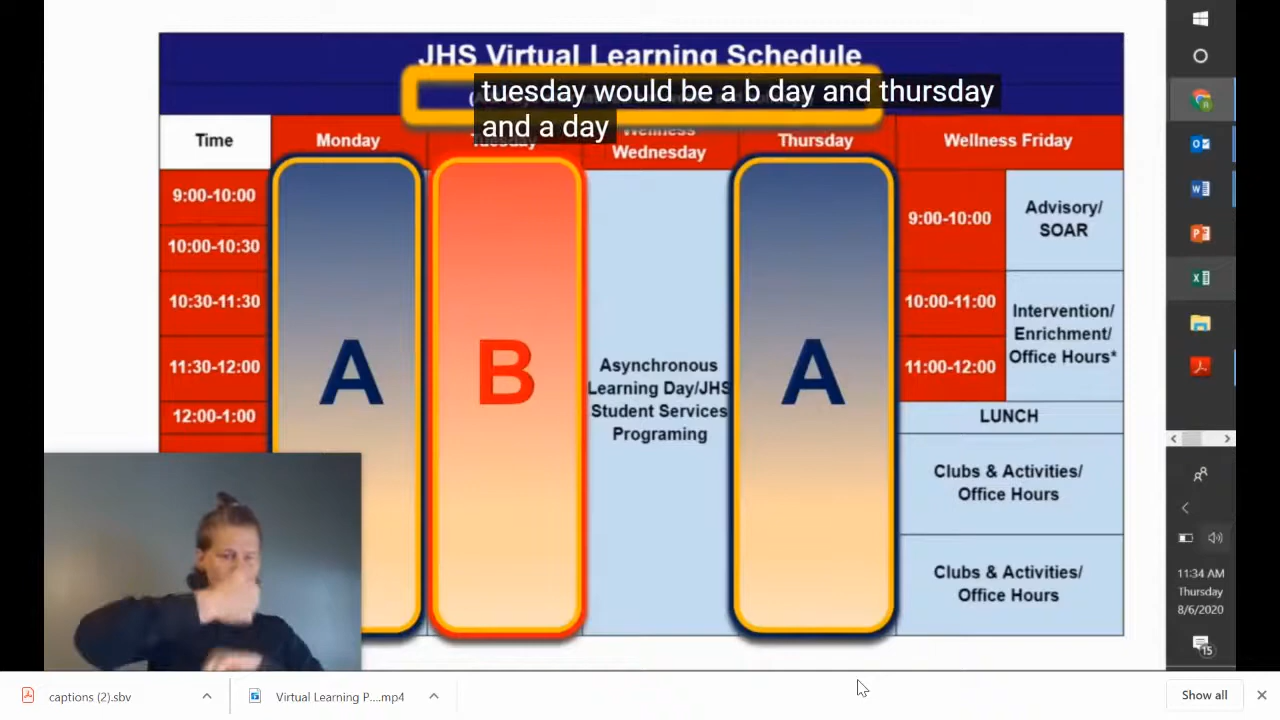 JHS Virtual Learning Schedule
tuesday would be a b day and thursday
and a day
Time
Monday
Tuesday
Wellness
Wednesday
Thursday
Wellness Friday
9:00-10:00
10:00-10:30
10:30-11:30
11:30-12:00
12:00-1:00
A
B
Asynchronous
Learning Day/JHS
Student Services
Programing
A
9:00-10:00
Advisory/
SOAR
10:00-11:00
11:00-12:00
Intervention/
Enrichment/
Office Hours*
LUNCH
Clubs & Activities/
Office Hours
Clubs & Activities/
Office Hours
11:34 AM
Thursday
8/6/2020
15
captions (2).sbv
Virtual Learning P....mp4
Show all